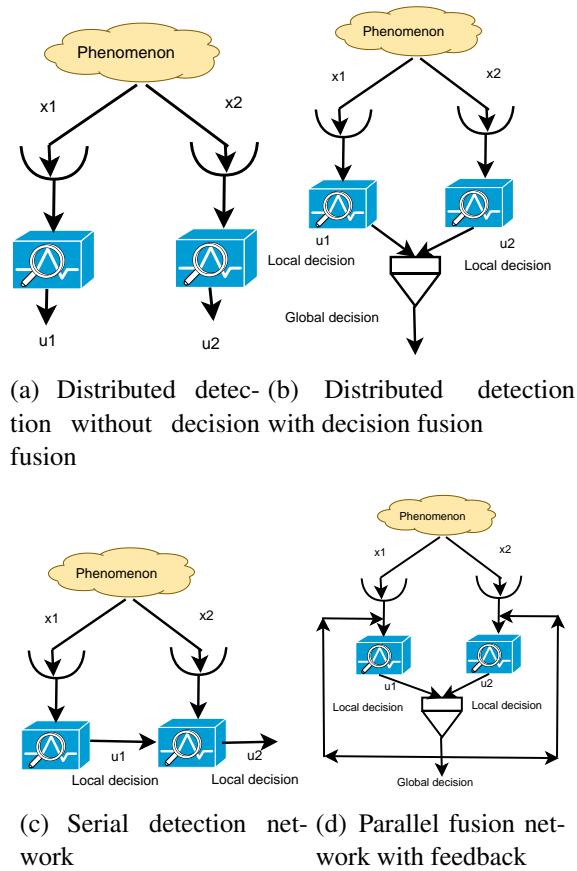 Phenomenon
x1
x2
u1
u2
(a) Distributed detec-
tion without decision
fusion
Phenomenon
x1
x2
u1
Local decision
u2
Local decision
Global decision
(b) Distributed detection
with decision fusion
Phenomenon
x1
x2
u1
Local decision
u2
Local decision
(c) Serial detection net-
work
Phenomenon
x1
x2
u1
Local decision
u2
Local decision
Global decision
(d) Parallel fusion net-
work with feedback